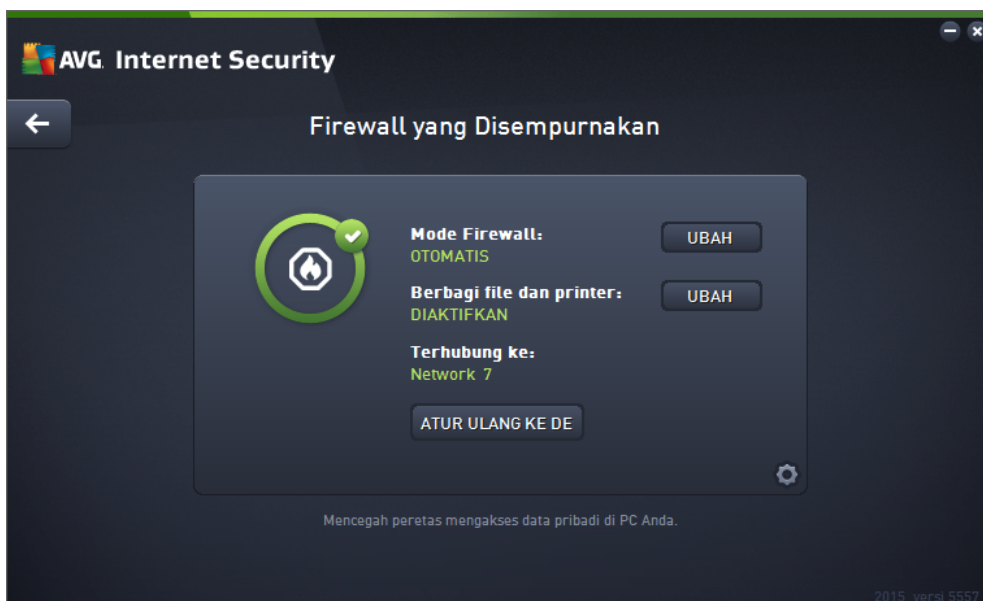 AVG. Internet Security
Firewall yang Disempurnakan
Mode Firewall:
OTOMATIS
UBAH
Berbagi file dan printer:
DIAKTIFKAN
UBAH
Terhubung ke:
Network 7
ATUR ULANG KE DE
Mencegah peretas mengakses data pribadi di PC Anda.
2015 versi 5557